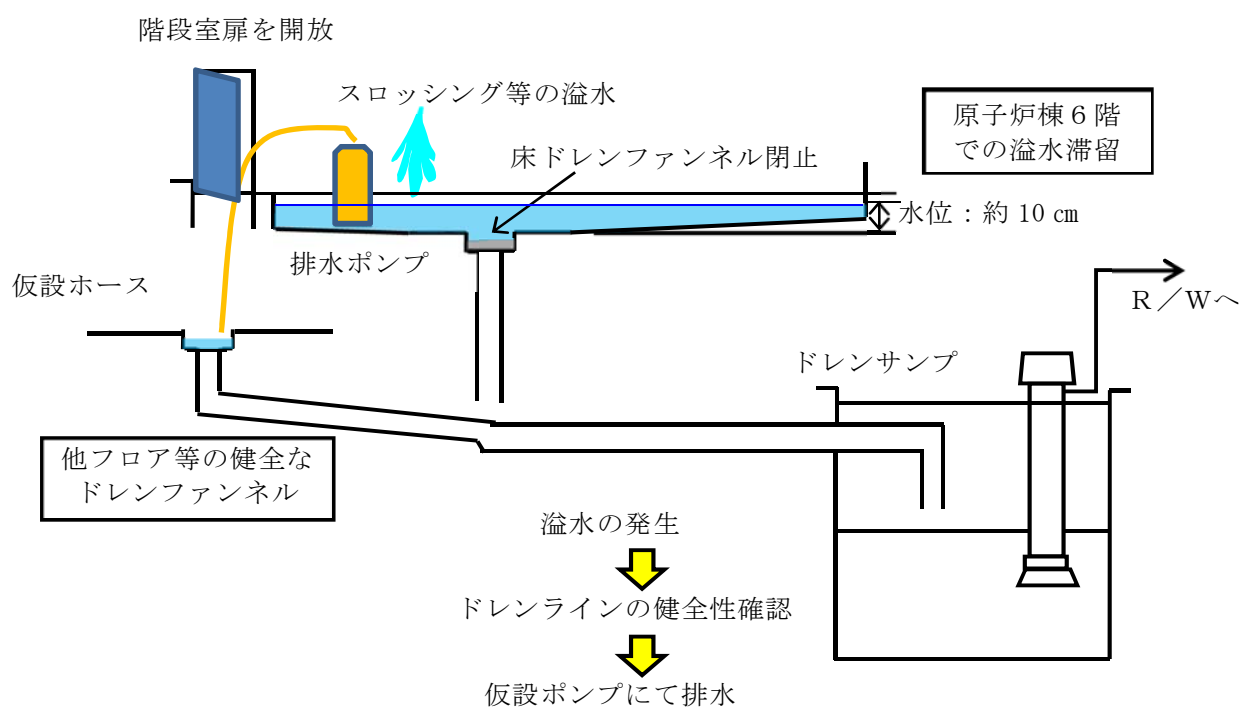 階段室扉を開放
スロッシング等の溢水
原子炉棟６階
での溢水滞留
床ドレンファンネル閉止
水位：約 10 ㎝
排水ポンプ
仮設ホース
Ｒ／Ｗへ
ドレンサンプ
他フロア等の健全な
ドレンファンネル
溢水の発生
ドレンラインの健全性確認
仮設ポンプにて排水